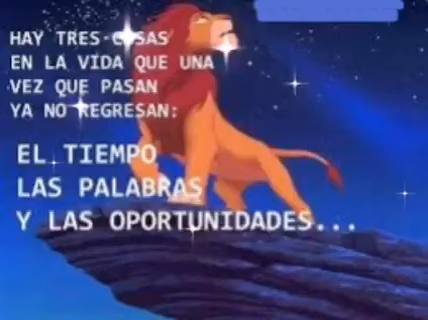 HAY TRES COSAS
EN LA VIDA QUE UNA
VEZ QUE PASAN
YA NO REGRESAN:
EL TIEMPO
LAS PALABRAS
Y LAS OPORTUNIDADES...